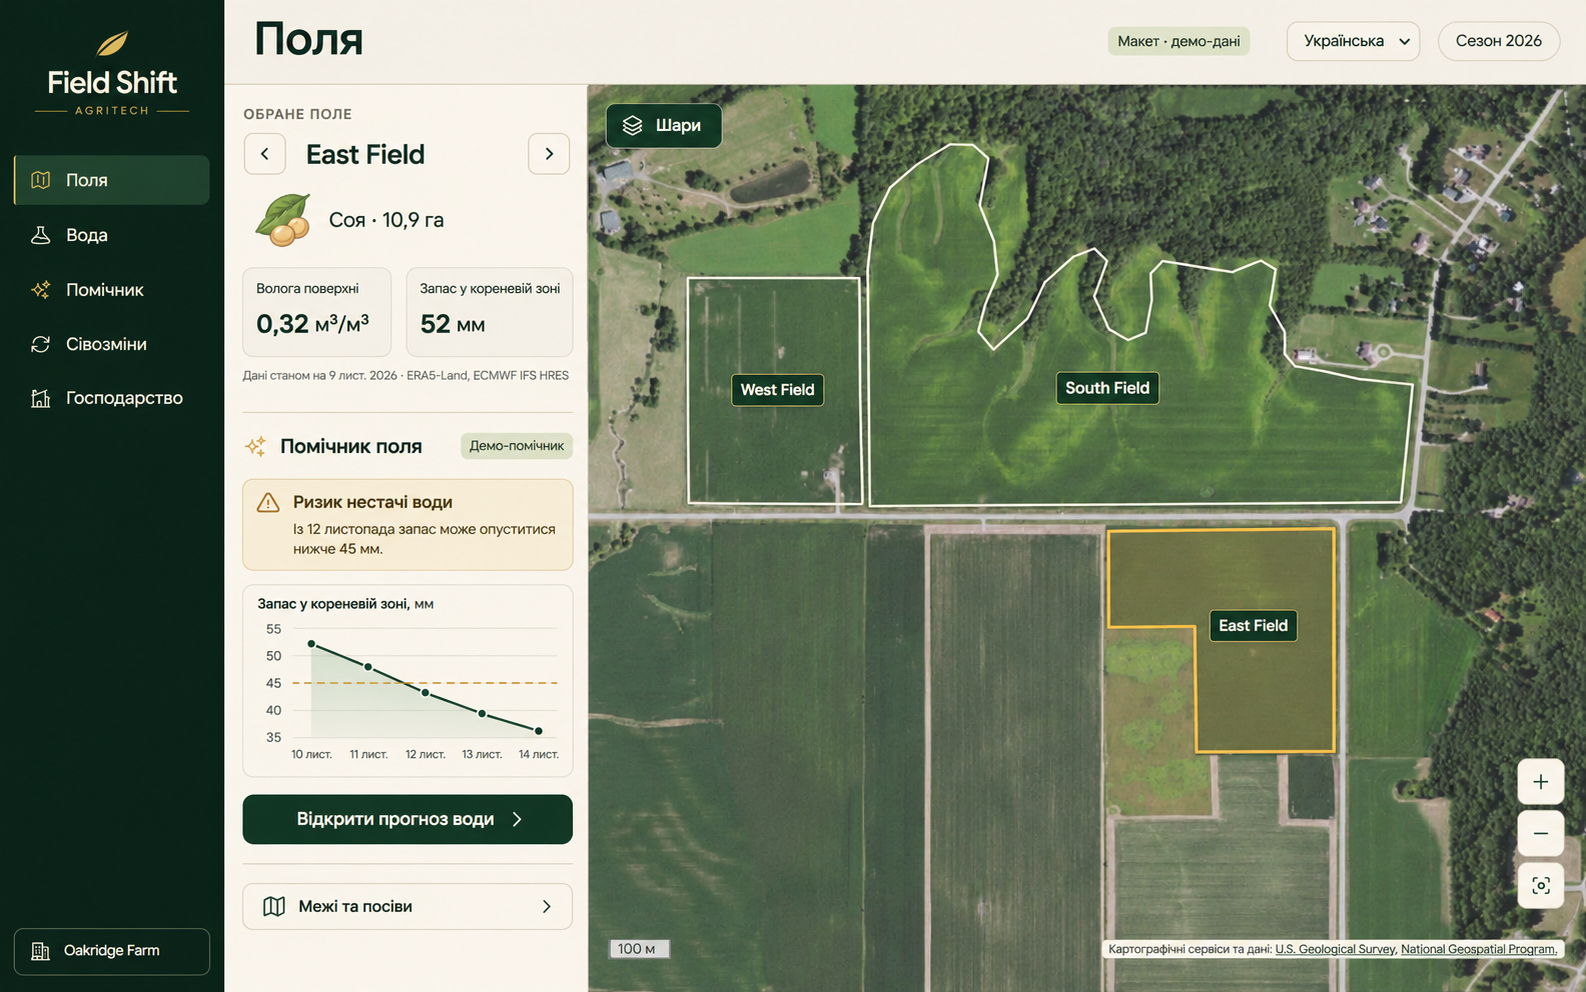 Field Shift
AGRITECH
Поля
Вода
Помічник
Сівозміни
Господарство
Oakridge Farm
Поля
Макет · демо-дані
Українська
Сезон 2026
ОБРАНЕ ПОЛЕ
East Field
Соя · 10,9 га
Волога поверхні
0,32 м³/м³
Запас у кореневій зоні
52 мм
Дані станом на 9 лист. 2026 · ERA5-Land, ECMWF IFS HRES
Помічник поля
Демо-помічник
Ризик нестачі води
Із 12 листопада запас може опуститися
нижче 45 мм.
Запас у кореневій зоні, мм
55
50
45
40
35
10 лист. 11 лист. 12 лист. 13 лист. 14 лист.
Відкрити прогноз води
Межі та посіви
Шари
West Field
South Field
East Field
100 м
Картографічні сервіси та дані: U.S. Geological Survey, National Geospatial Program.